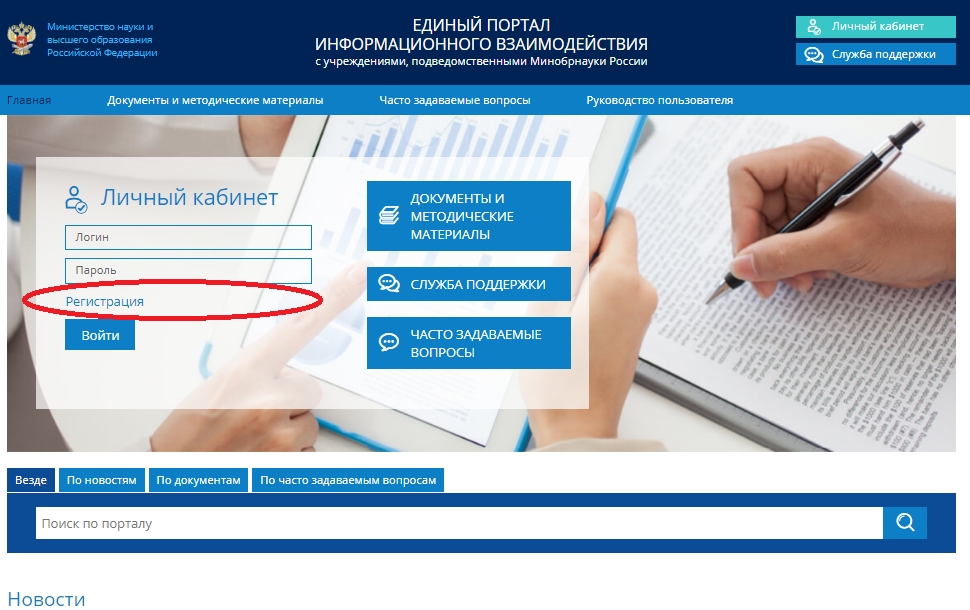 Министерство науки и
высшего образования
Российской Федерации
ЕДИНЫЙ ПОРТАЛ
ИНФОРМАЦИОННОГО ВЗАИМОДЕЙСТВИЯ
с учреждениями, подведомственными Минобрнауки России
Личный кабинет
Служба поддержки
Главная
Документы и методические материалы
Часто задаваемые вопросы
Руководство пользователя
Личный кабинет
Логин
Пароль
Регистрация
Войти
ДОКУМЕНТЫ И
МЕТОДИЧЕСКИЕ
МАТЕРИАЛЫ
СЛУЖБА ПОДДЕРЖКИ
ЧАСТО ЗАДАВАЕМЫЕ
ВОПРОСЫ
Везде
По новостям
По документам
По часто задаваемым вопросам
Поиск по порталу
Новости